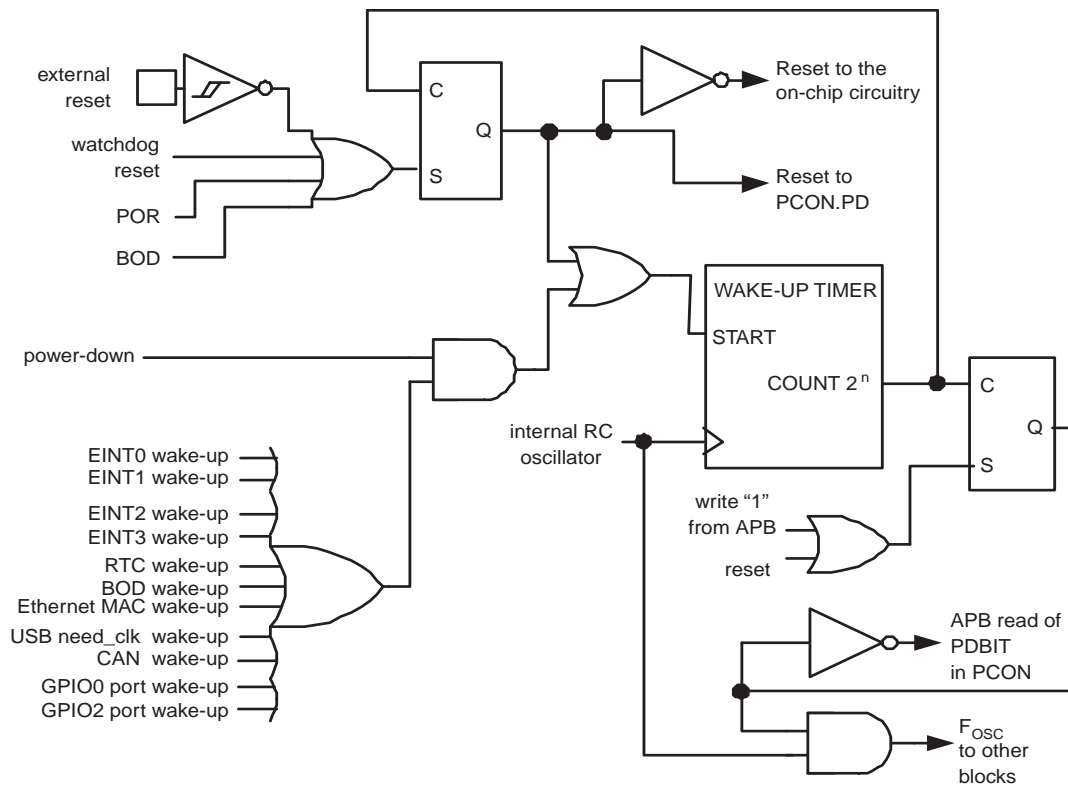 external
reset
watchdog
reset
POR
BOD
C
Q
S
Reset to the
on-chip circuitry
Reset to
PCON.PD
WAKE-UP TIMER
START
COUNT 2n
power-down
internal RC
oscillator
C
Q
S
EINT0 wake-up
EINT1 wake-up
EINT2 wake-up
EINT3 wake-up
RTC wake-up
BOD wake-up
Ethernet MAC wake-up
USB need_clk wake-up
CAN wake-up
GPIO0 port wake-up
GPIO2 port wake-up
write “1”
from APB
reset
APB read of
PDBIT
in PCON
FOSC
to other
blocks